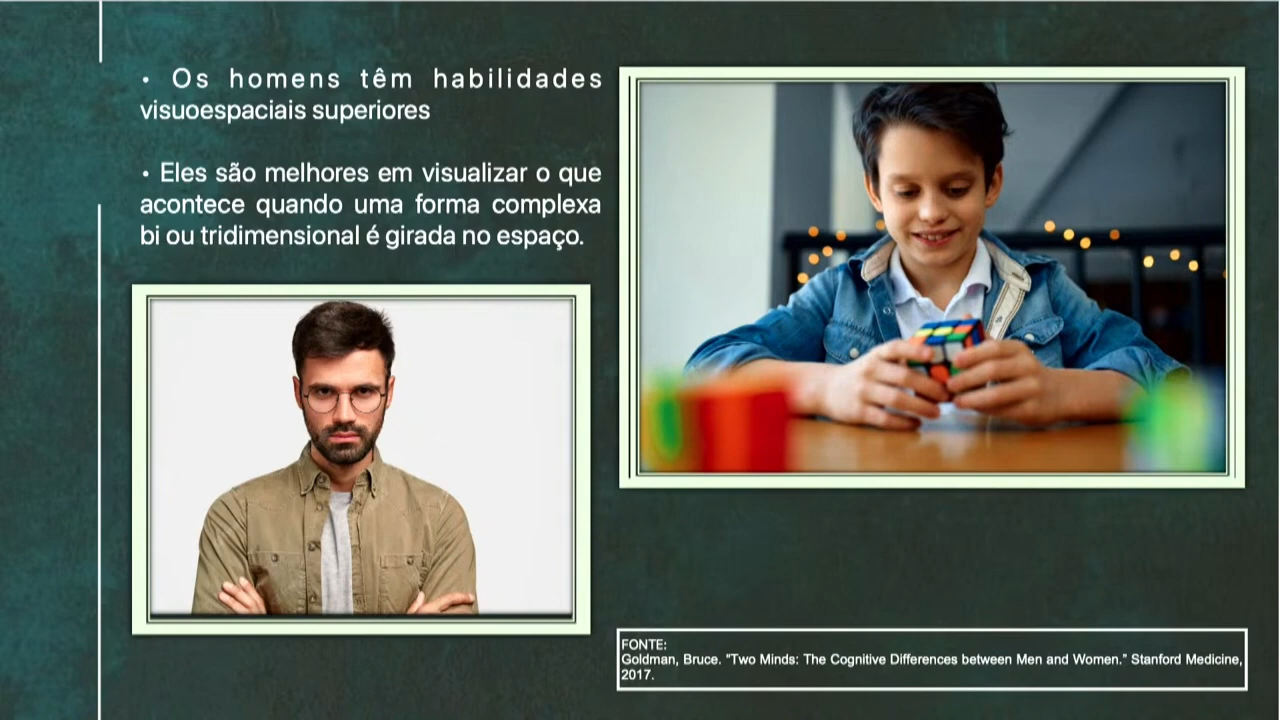 • Os homens têm habilidades
visuoespaciais superiores
• Eles são melhores em visualizar o que
acontece quando uma forma complexa
bi ou tridimensional é girada no espaço.
FONTE:
Goldman, Bruce. “Two Minds: The Cognitive Differences between Men and Women.” Stanford Medicine,
2017.